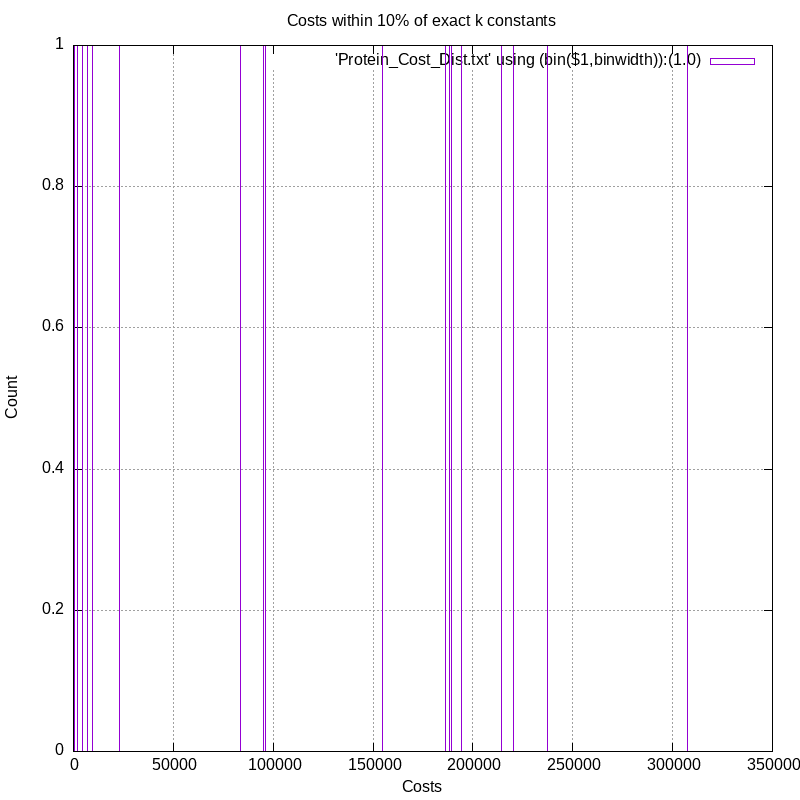 Costs within 10% of exact k constants
'Protein_Cost_Dist.txt' using (bin($1,binwidth)):(1.0)
1
0.8
0.6
0.4
0.2
0
Count
0 50000 100000 150000 200000 250000 300000 350000
Costs